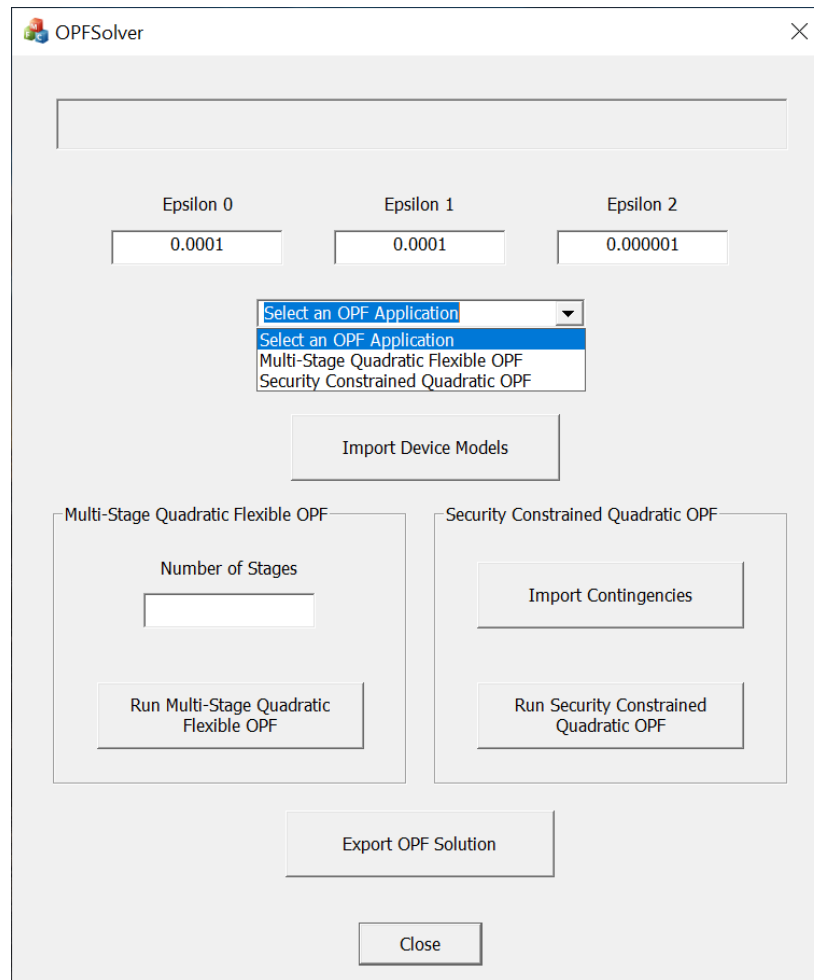 OPFSolver
Epsilon 0
Epsilon 1
Epsilon 2
0.0001
0.0001
0.000001
Select an OPF Application
Select an OPF Application
Multi-Stage Quadratic Flexible OPF
Security Constrained Quadratic OPF
Import Device Models
Multi-Stage Quadratic Flexible OPF
Number of Stages
Run Multi-Stage Quadratic
Flexible OPF
Security Constrained Quadratic OPF
Import Contingencies
Run Security Constrained
Quadratic OPF
Export OPF Solution
Close